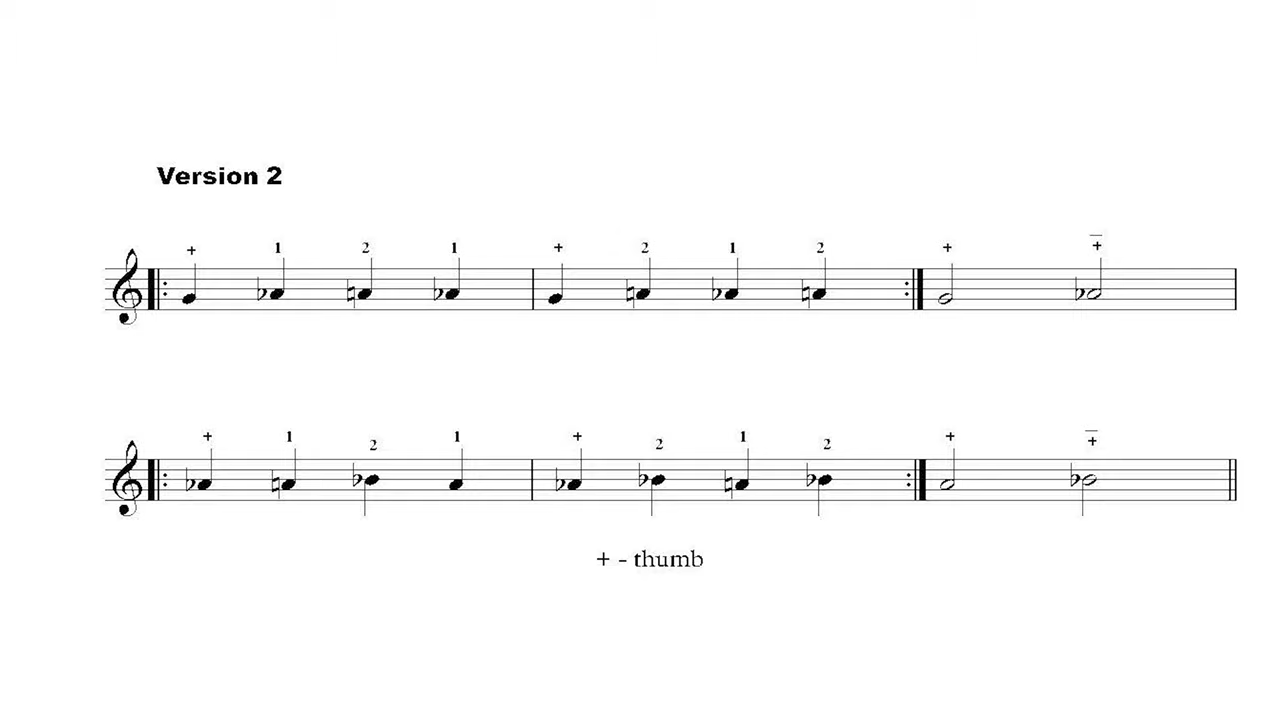 Version 2
+ 1 2 1 + 2 1 2 + +
+ 1 2 1 + 2 1 2 + +
+ - thumb